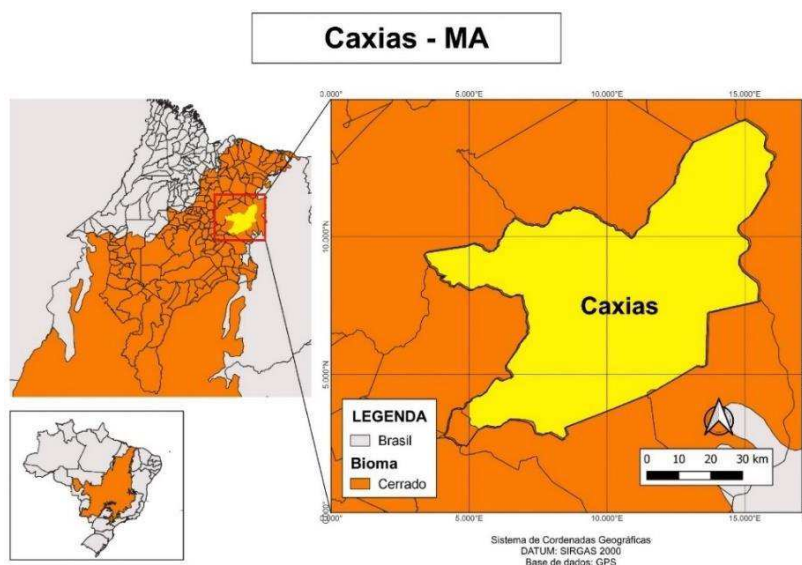 Caxias - MA
3.000°
5.000°
10.000°
15.000°
10.000°N
5.000°N
Caxias
LEGENDA
Brasil
Bioma
Cerrado
0 10 20 30 km
5.000°
10.000°
15.000°
Sistema de Cordenadas Geográficas
DATUM: SIRGAS 2000
Base de dados: GPS